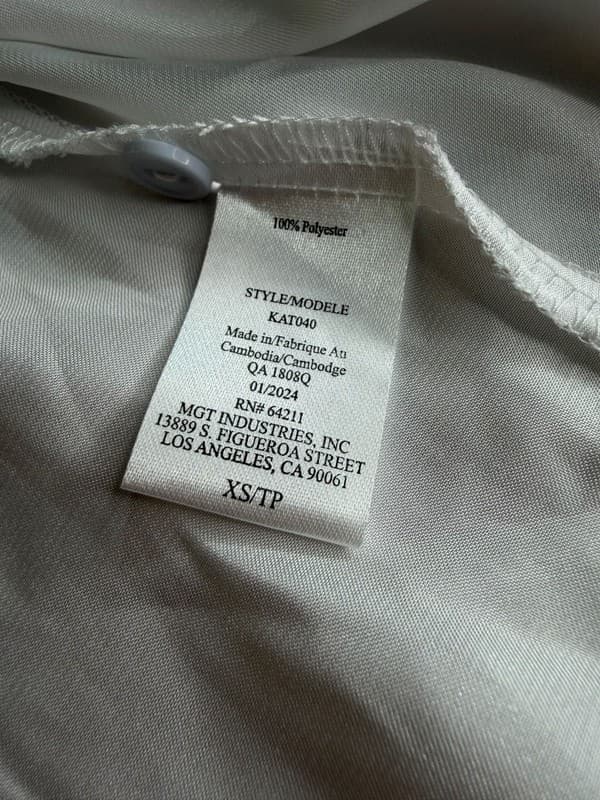 100% Polyester
STYLE/MODELE
KAT040
Made in/Fabrique Au
Cambodia/Cambodge
QA 1808Q
01/2024
RN# 64211
MGT INDUSTRIES, INC
13889 S. FIGUEROA STREET
LOS ANGELES, CA 90061
XS/TP